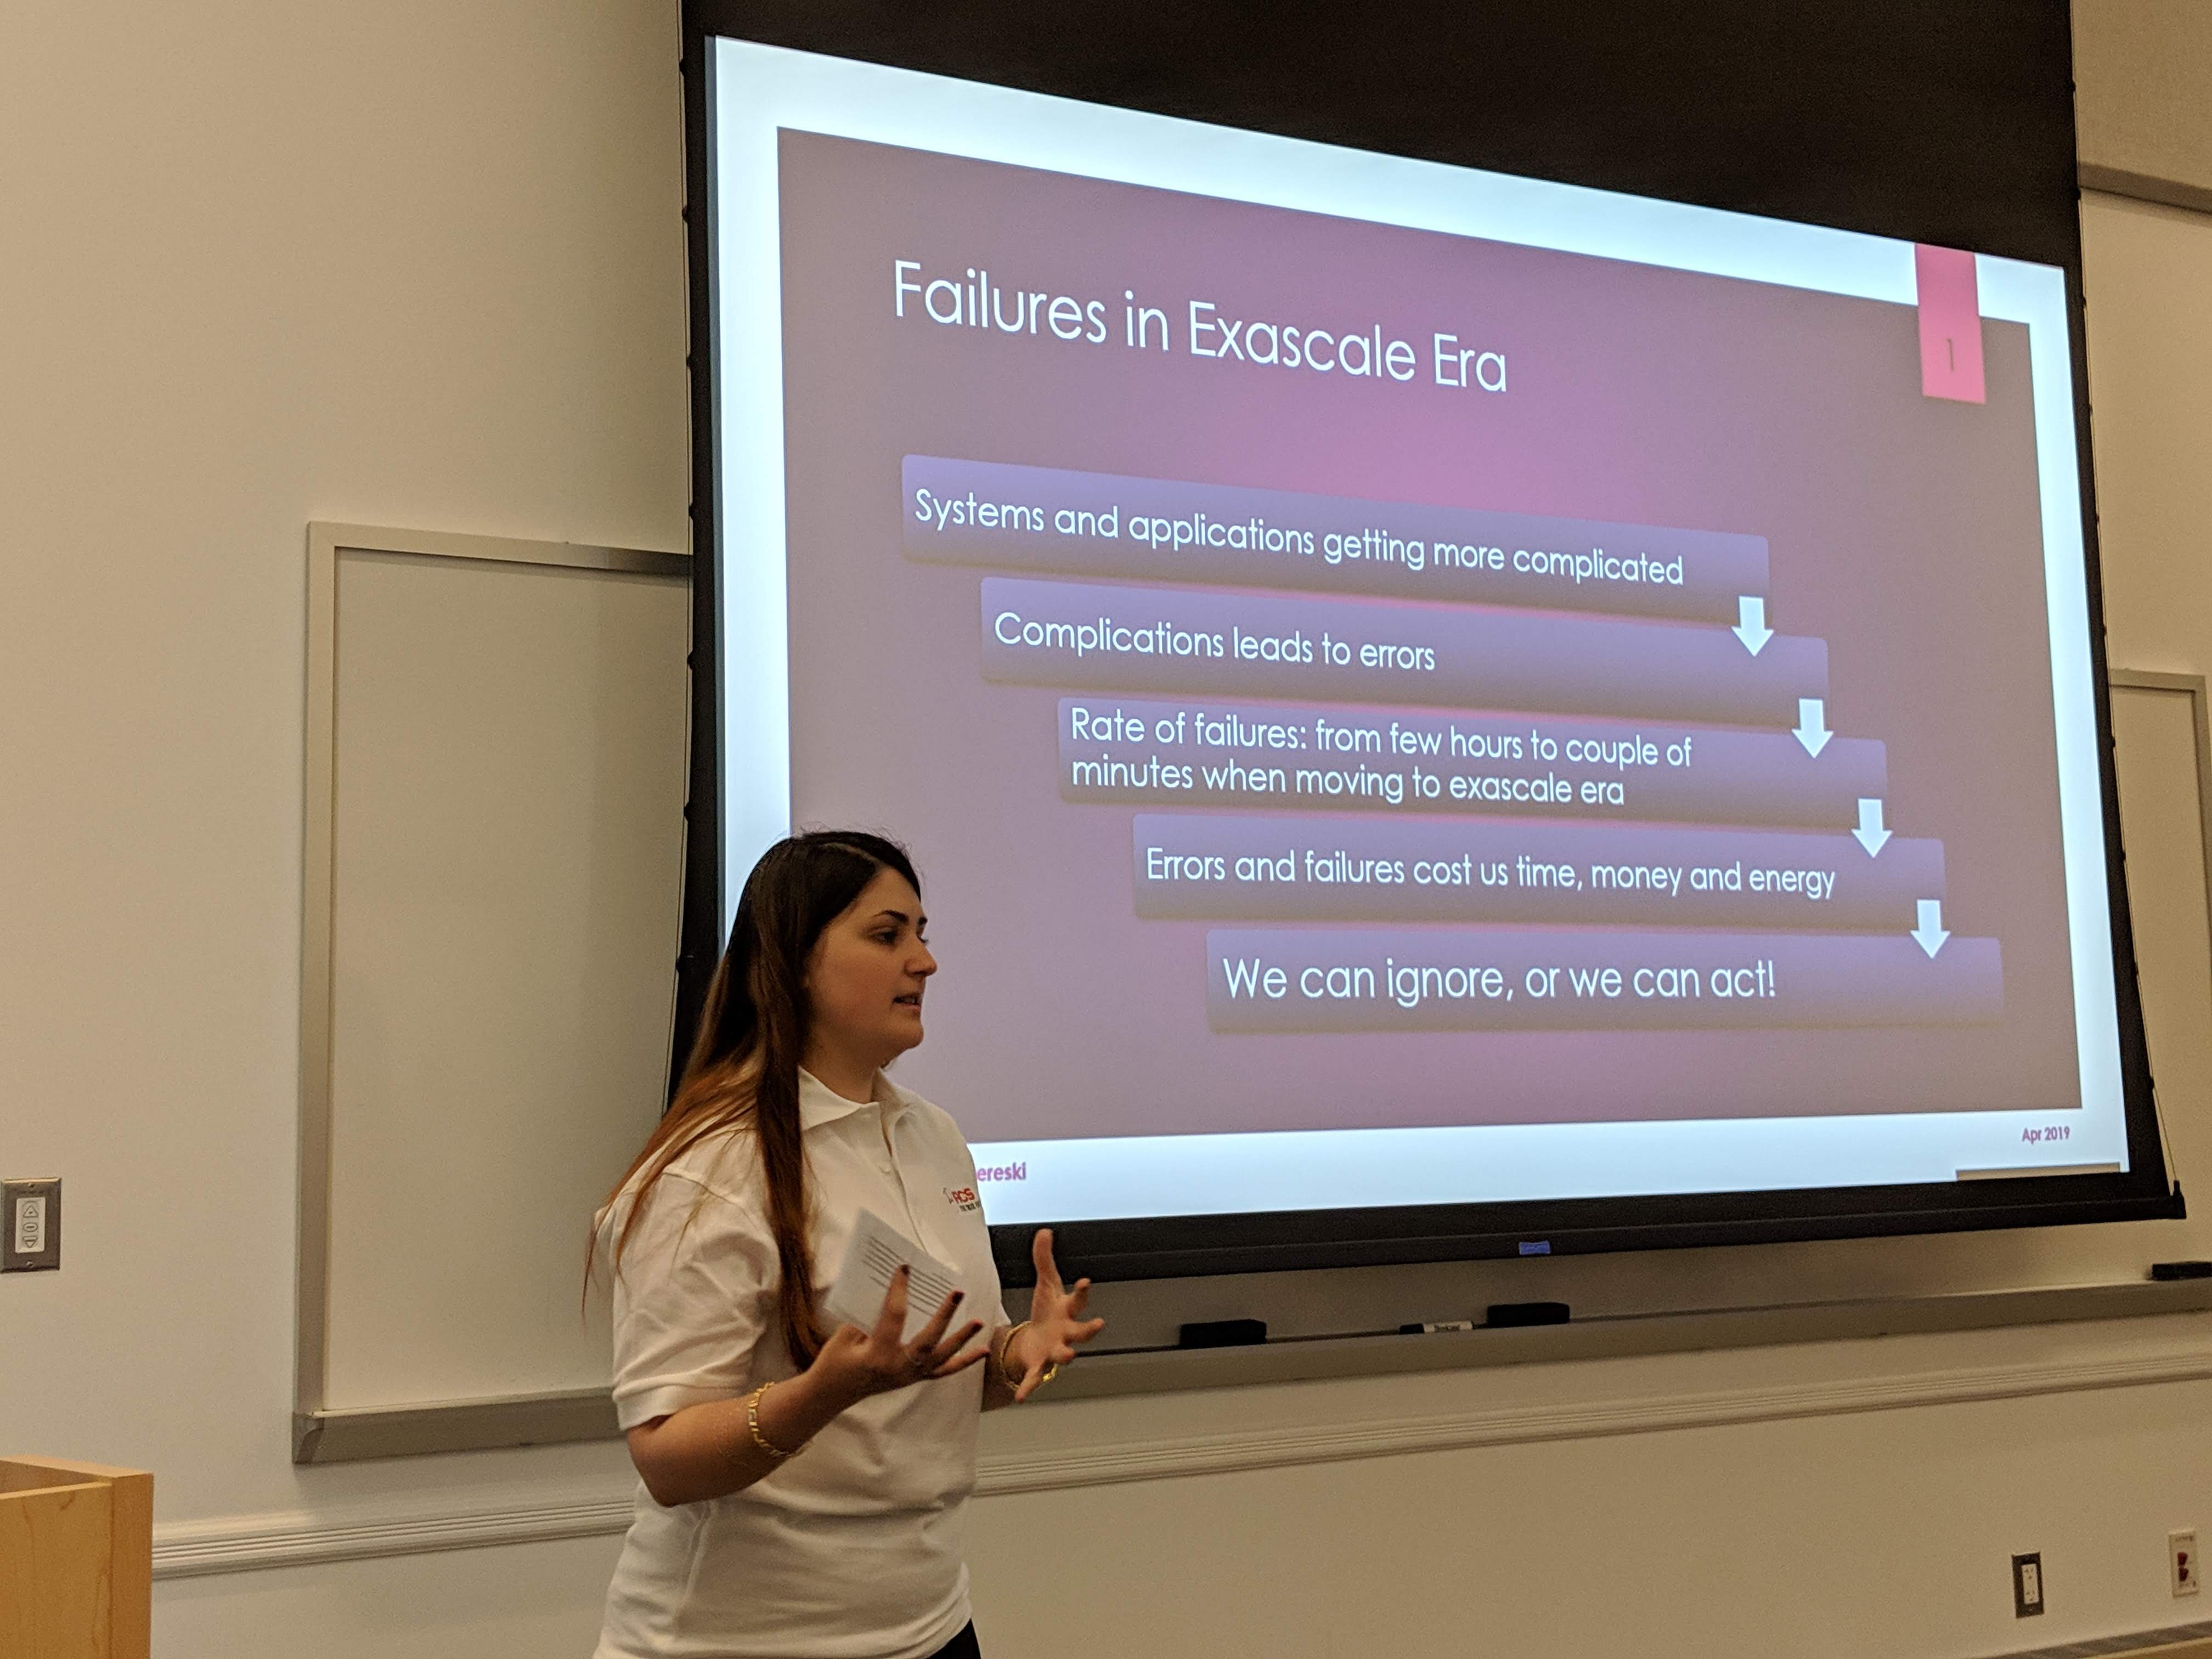 Failures in Exascale Era
1
Systems and applications getting more complicated
Complications leads to errors
Rate of failures: from few hours to couple of
minutes when moving to exascale era
Errors and failures cost us time, money and energy
We can ignore, or we can act!
Apr 2019
ereski